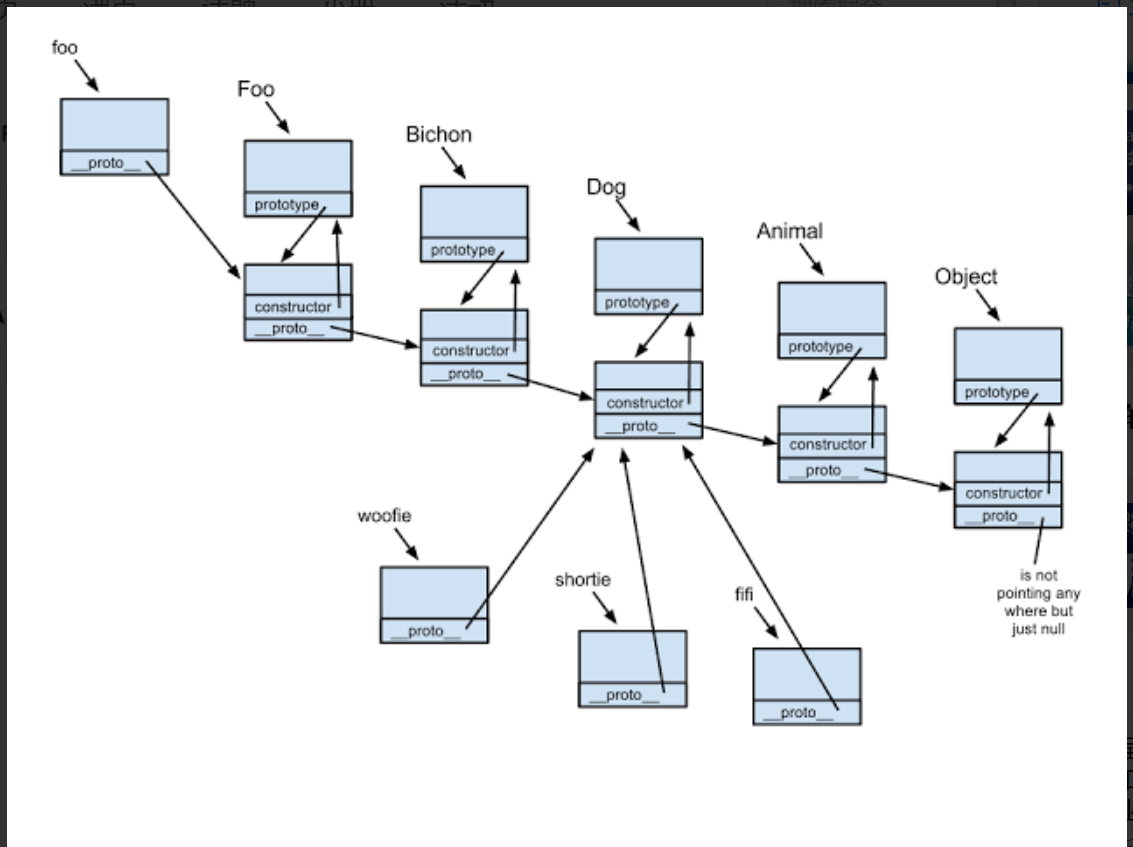 foo
Foo
Bichon
Dog
Animal
Object
__proto__
prototype
constructor
__proto__
prototype
constructor
__proto__
prototype
constructor
__proto__
prototype
constructor
__proto__
prototype
constructor
__proto__
is not
pointing any
where but
just null
woofie
__proto__
shortie
__proto__
fifi
__proto__